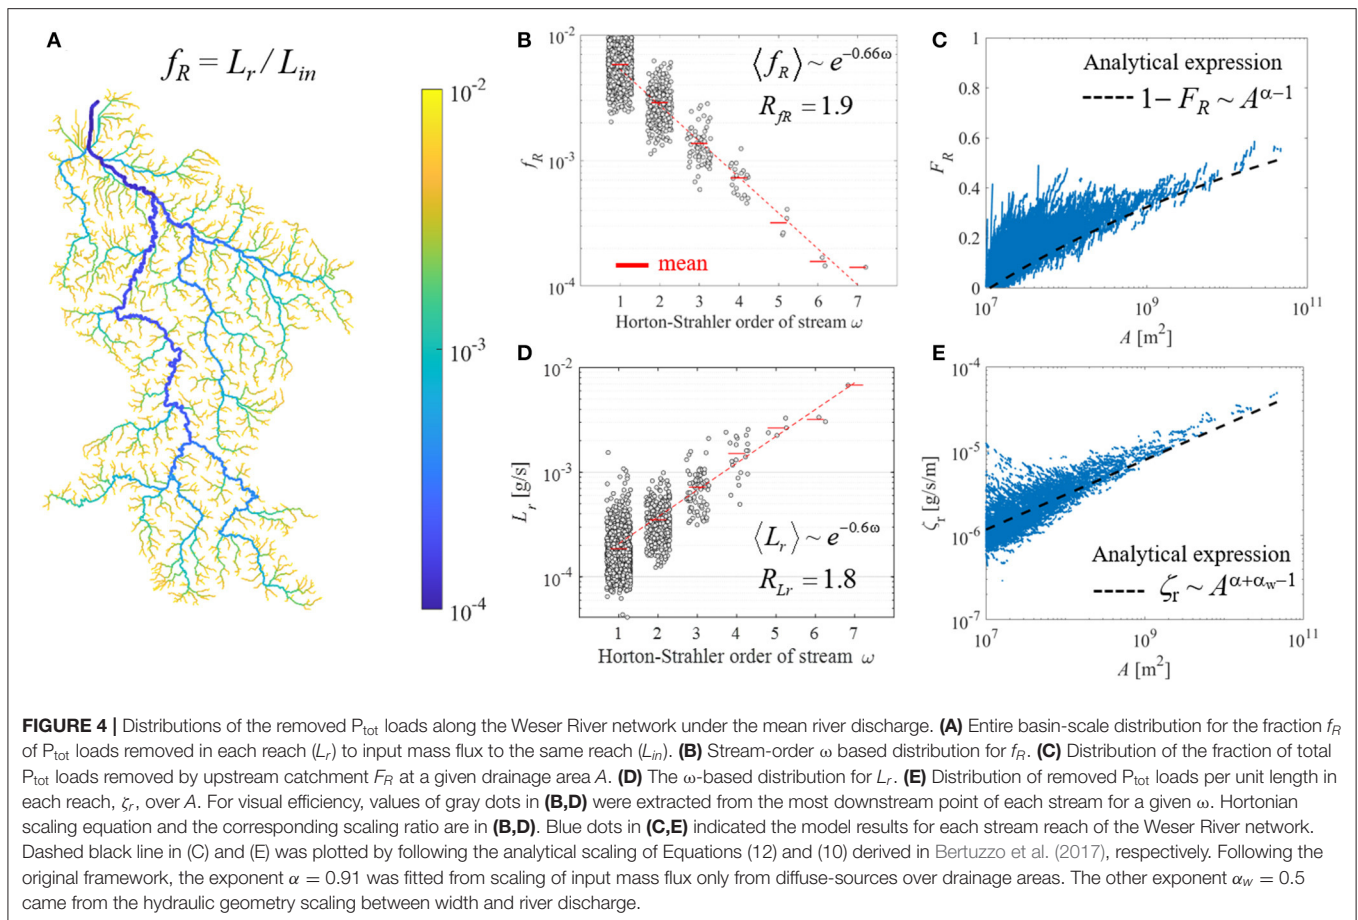 A
f_R = L_r / L_in
10^-2
10^-3
10^-4
B
10^-2
10^-3
10^-4
f_R
⟨f_R⟩ ~ e^-0.66ω
R_fR = 1.9
mean
1 2 3 4 5 6 7
Horton-Strahler order of stream ω
C
1
0.8
0.6
0.4
0.2
0
F_R
Analytical expression
1− F_R ~ A^α−1
10^7 10^9 10^11
A [m^2]
D
10^-2
10^-3
10^-4
L_r [g/s]
⟨L_r⟩ ~ e^-0.6ω
R_Lr = 1.8
1 2 3 4 5 6 7
Horton-Strahler order of stream ω
E
10^-4
10^-5
10^-6
10^-7
ζ_r [g/s/m]
Analytical expression
ζ_r ~ A^α+α_w−1
10^7 10^9 10^11
A [m^2]
FIGURE 4 | Distributions of the removed P_tot loads along the Weser River network under the mean river discharge. (A) Entire basin-scale distribution for the fraction f_R
of P_tot loads removed in each reach (L_r) to input mass flux to the same reach (L_in). (B) Stream-order ω based distribution for f_R. (C) Distribution of the fraction of total
P_tot loads removed by upstream catchment F_R at a given drainage area A. (D) The ω-based distribution for L_r. (E) Distribution of removed P_tot loads per unit length in
each reach, ζ_r, over A. For visual efficiency, values of gray dots in (B,D) were extracted from the most downstream point of each stream for a given ω. Hortonian
scaling equation and the corresponding scaling ratio are in (B,D). Blue dots in (C,E) indicated the model results for each stream reach of the Weser River network.
Dashed black line in (C) and (E) was plotted by following the analytical scaling of Equations (12) and (10) derived in Bertuzzo et al. (2017), respectively. Following the
original framework, the exponent α = 0.91 was fitted from scaling of input mass flux only from diffuse-sources over drainage areas. The other exponent α_w = 0.5
came from the hydraulic geometry scaling between width and river discharge.